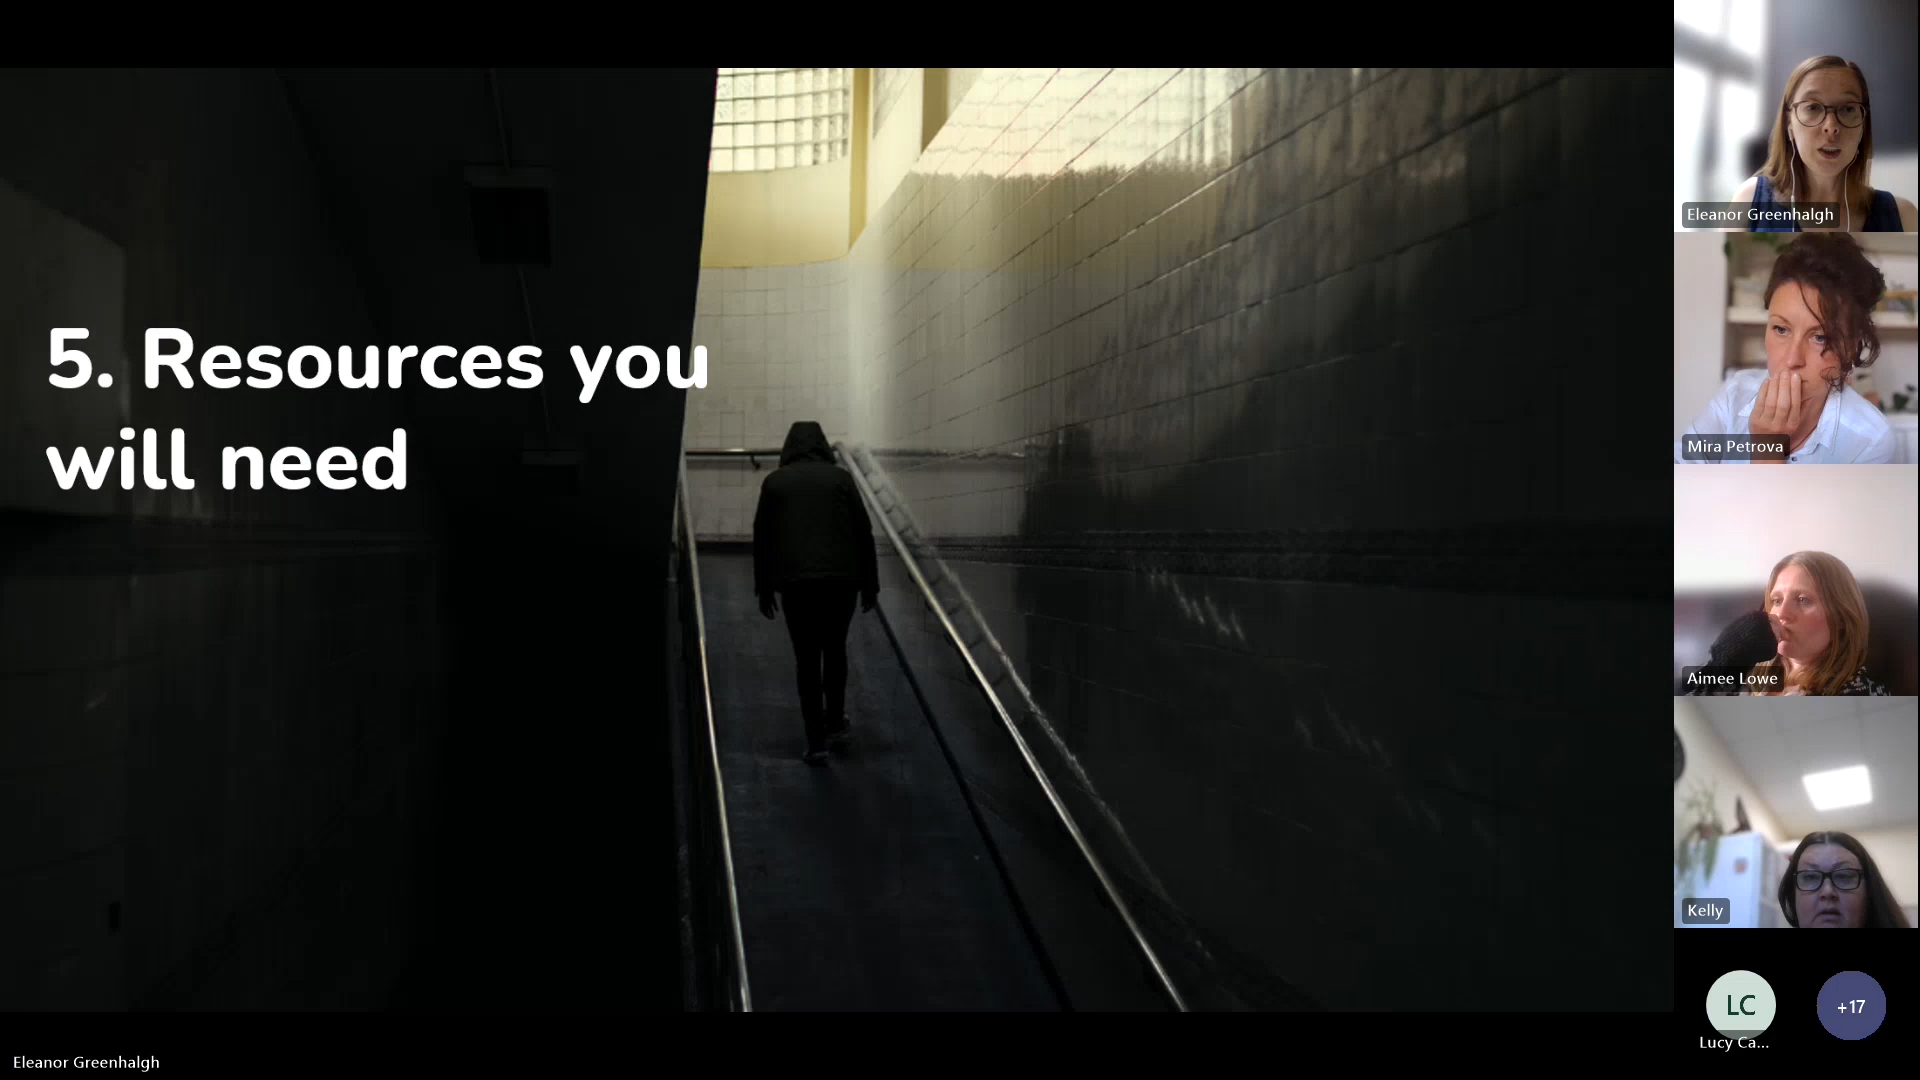 5. Resources you
will need
Eleanor Greenhalgh
Mira Petrova
Aimee Lowe
Kelly
LC
Lucy Ca...
+17
Eleanor Greenhalgh